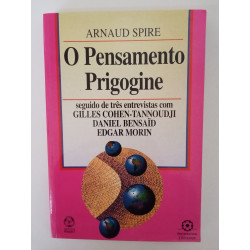 ARNAUD SPIRE
O Pensamento
Prigogine
seguido de três entrevistas com
GILLES COHEN-TANNOUDJI
DANIEL BENSAÏD
EDGAR MORIN